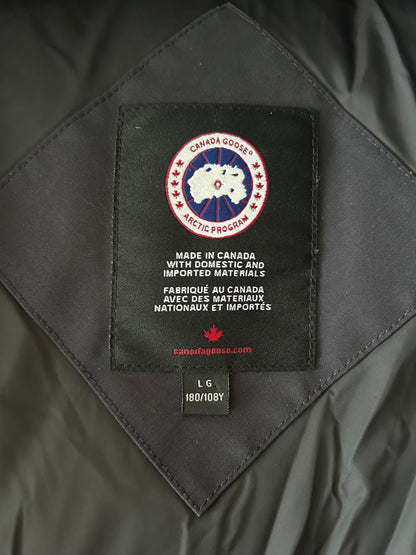 CANADA GOOSE®
ARCTIC PROGRAM
MADE IN CANADA
WITH DOMESTIC AND
IMPORTED MATERIALS
FABRIQUÉ AU CANADA
AVEC DES MATERIAUX
NATIONAUX ET IMPORTÉS
canadagoose.com
LG
180/108Y